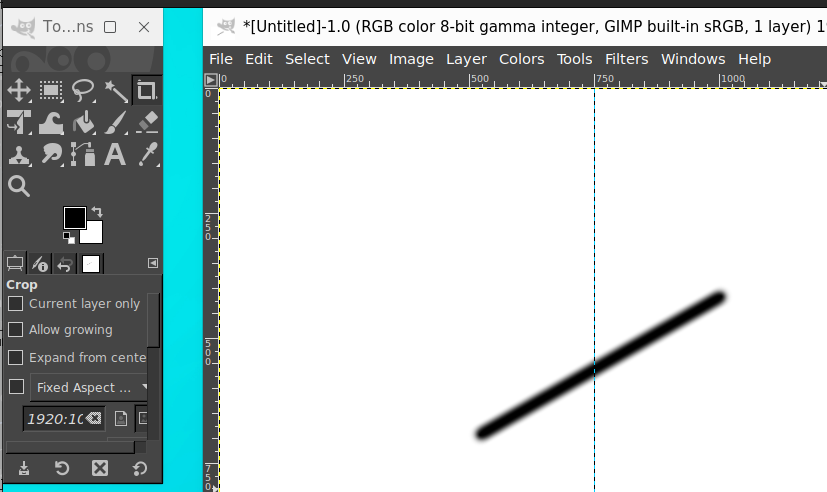 To...ns
*[Untitled]-1.0 (RGB color 8-bit gamma integer, GIMP built-in sRGB, 1 layer) 1
File Edit Select View Image Layer Colors Tools Filters Windows Help
0 250 500 750 1000
0
250
500
750
Crop
Current layer only
Allow growing
Expand from cente
Fixed Aspect ...
1920:10